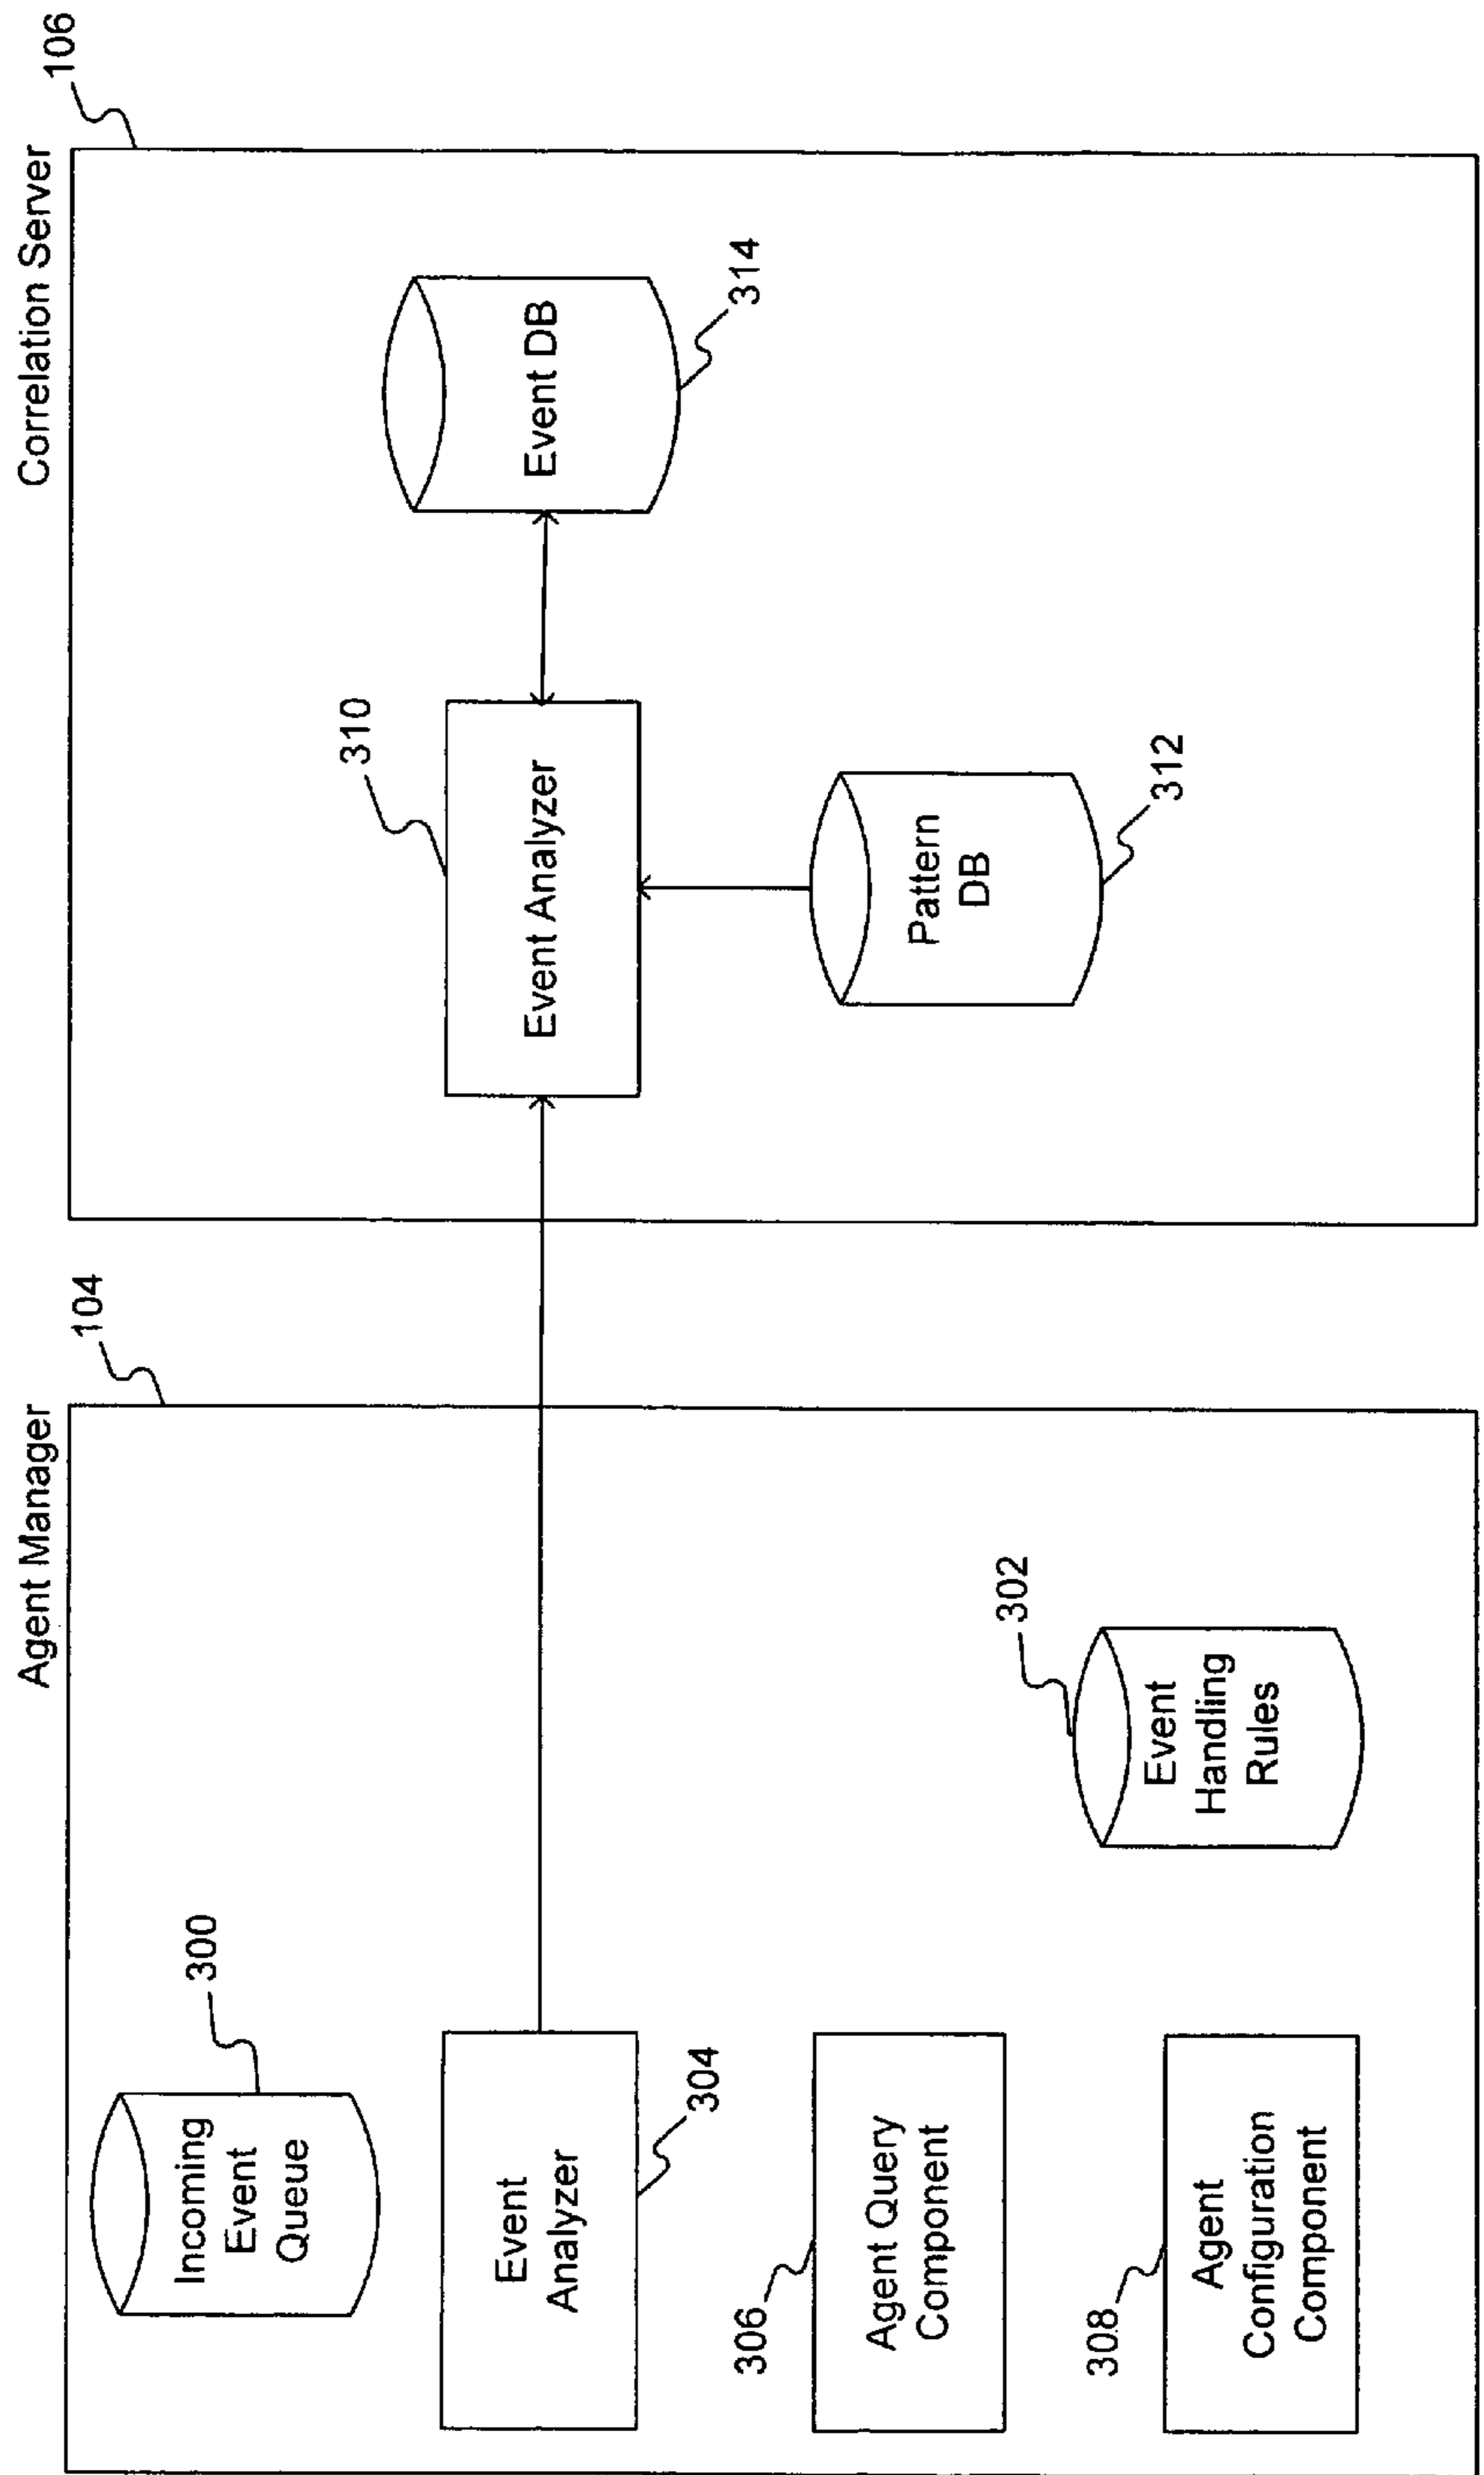 Agent Manager
104
Incoming
Event
Queue
300
Event
Analyzer
304
306
Agent Query
Component
308
Agent
Configuration
Component
302
Event
Handling
Rules
Correlation Server
106
310
Event Analyzer
Event DB
314
Pattern
DB
312